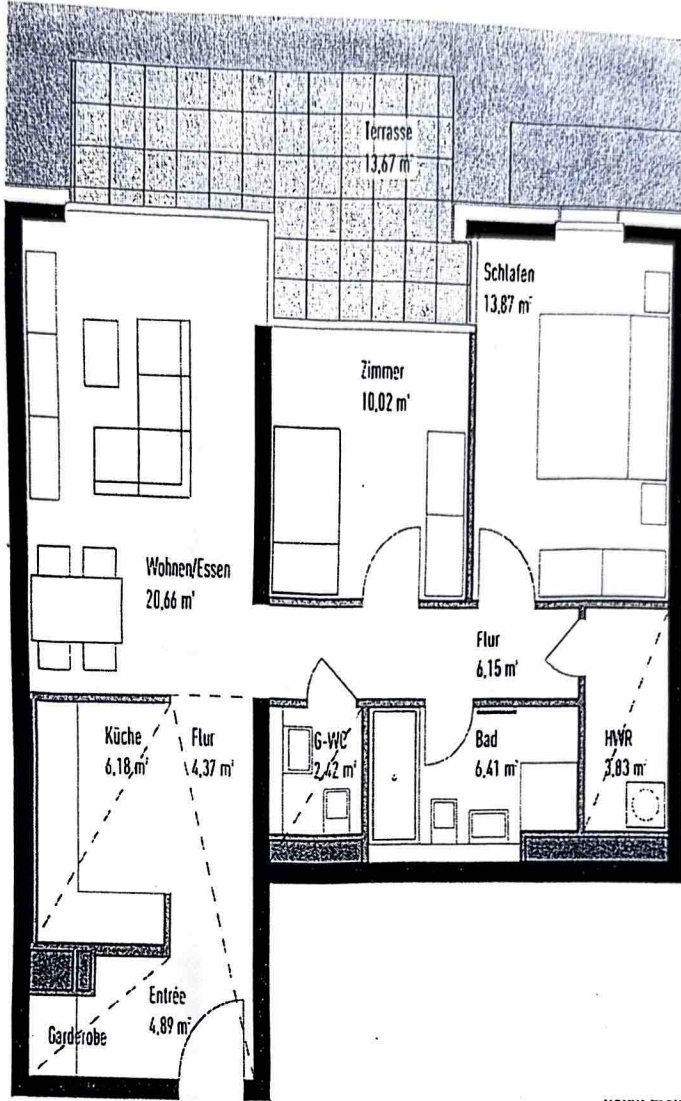 Terrasse
13,67 m²
Schlafen
13,87 m²
Zimmer
10,02 m²
Wohnen/Essen
20,66 m²
Flur
6,15 m²
Küche
6,18 m²
Flur
4,37 m²
G-WC
2,42 m²
Bad
6,41 m²
HWR
3,83 m²
Entrée
4,89 m²
Garderobe